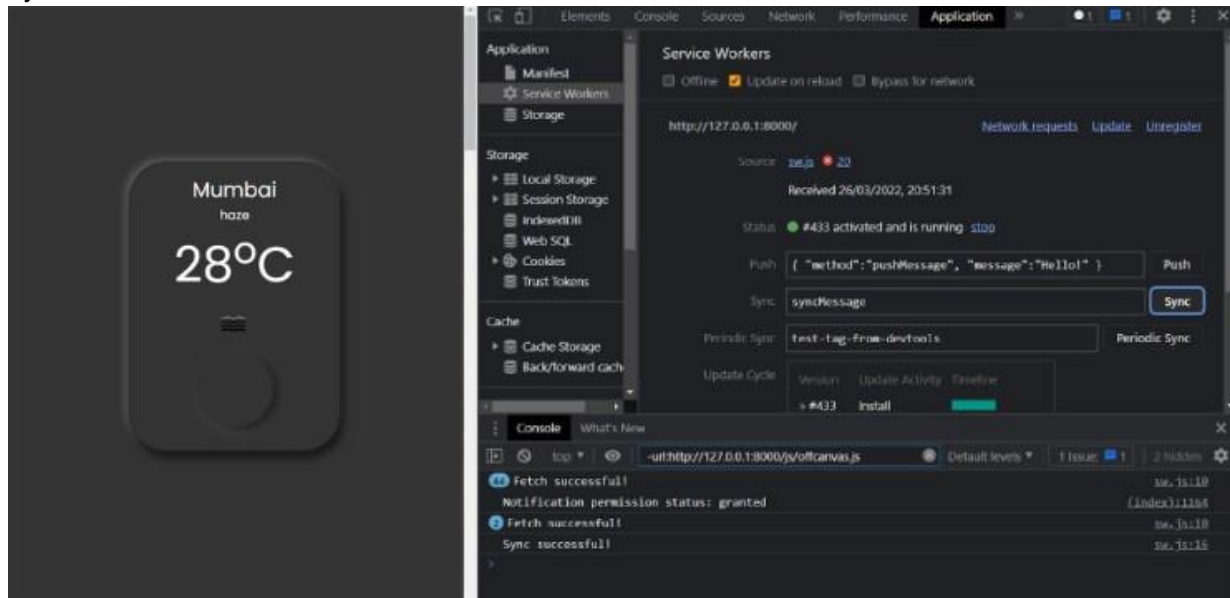 Mumbai
haze
28°C
Elements Console Sources Network Performance Application » 1 1
Application
Manifest
Service Workers
Storage
Storage
Local Storage
Session Storage
IndexedDB
Web SQL
Cookies
Trust Tokens
Cache
Cache Storage
Back/forward cach
Service Workers
Offline Update on reload Bypass for network
http://127.0.0.1:8000/ Network requests Update Unregister
Source sw.js 20
Received 26/03/2022, 20:51:31
Status #433 activated and is running stop
Push { "method":"pushMessage", "message":"Hello!" } Push
Sync syncMessage Sync
Periodic Sync test-tag-from-devtools Periodic Sync
Update Cycle Version Update Activity Timeline
#433 Install
Console What's New
top -url:http://127.0.0.1:8000/js/offcanvas.js Default levels 1 Issue: 1 2 hidden
44 Fetch successful! sw.js:10
Notification permission status: granted (index):1164
2 Fetch successful! sw.js:10
Sync successful! sw.js:16